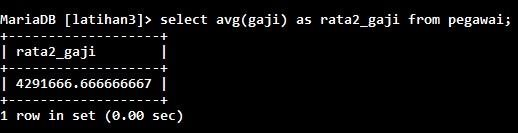 MariaDB [latihan3]> select avg(gaji) as rata2_gaji from pegawai;
+-------------------+
| rata2_gaji        |
+-------------------+
| 4291666.666666667 |
+-------------------+
1 row in set (0.00 sec)